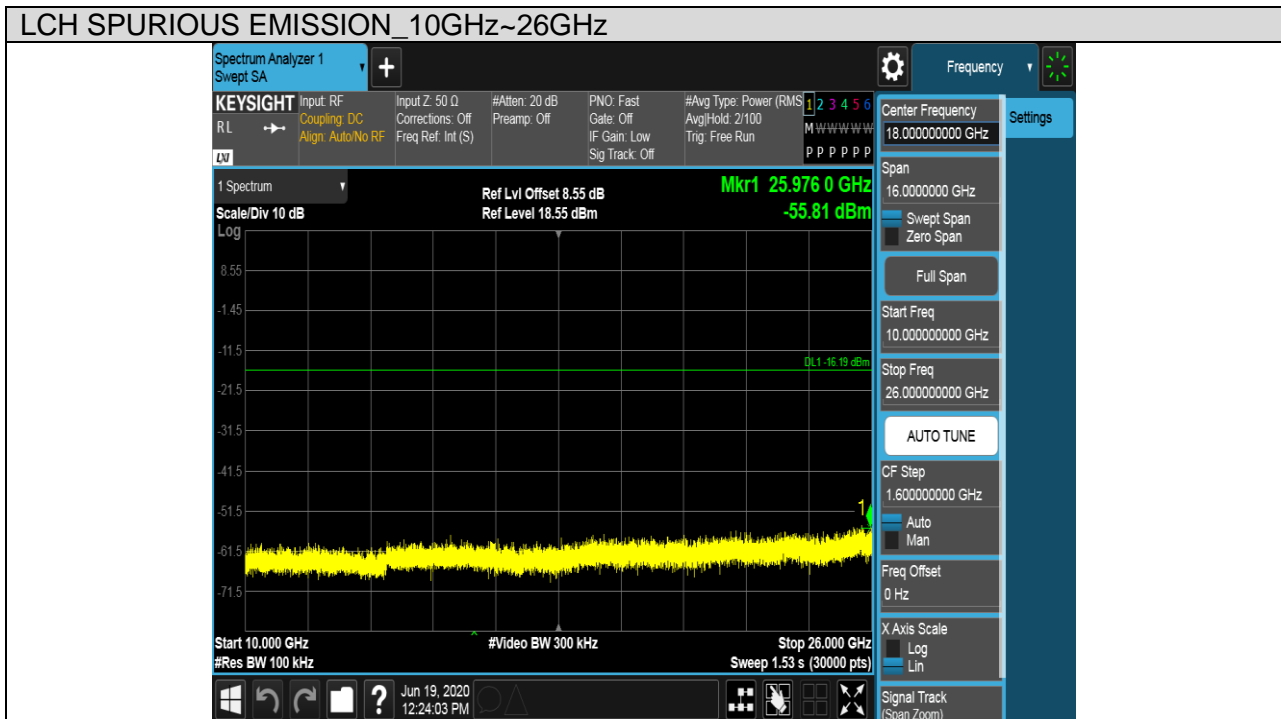 LCH SPURIOUS EMISSION_10GHz~26GHz
Spectrum Analyzer 1
Swept SA
Frequency
KEYSIGHT
RL
LXI
Input: RF
Coupling: DC
Align: Auto/No RF
Input Z: 50 Ω
Corrections: Off
Freq Ref: Int (S)
#Atten: 20 dB
Preamp: Off
PNO: Fast
Gate: Off
IF Gain: Low
Sig Track: Off
#Avg Type: Power (RMS
Avg|Hold: 2/100
Trig: Free Run
1 2 3 4 5 6
M W W W W W
P P P P P P
1 Spectrum
Scale/Div 10 dB
Log
Ref Lvl Offset 8.55 dB
Ref Level 18.55 dBm
Mkr1 25.976 0 GHz
-55.81 dBm
8.55
-1.45
-11.5
DL1 -16.19 dBm
-21.5
-31.5
-41.5
-51.5
1
-61.5
-71.5
Start 10.000 GHz
#Res BW 100 kHz
#Video BW 300 kHz
Stop 26.000 GHz
Sweep 1.53 s (30000 pts)
?
Jun 19, 2020
12:24:03 PM
Center Frequency
18.000000000 GHz
Settings
Span
16.0000000 GHz
Swept Span
Zero Span
Full Span
Start Freq
10.000000000 GHz
Stop Freq
26.000000000 GHz
AUTO TUNE
CF Step
1.600000000 GHz
Auto
Man
Freq Offset
0 Hz
X Axis Scale
Log
Lin
Signal Track
(Span Zoom)